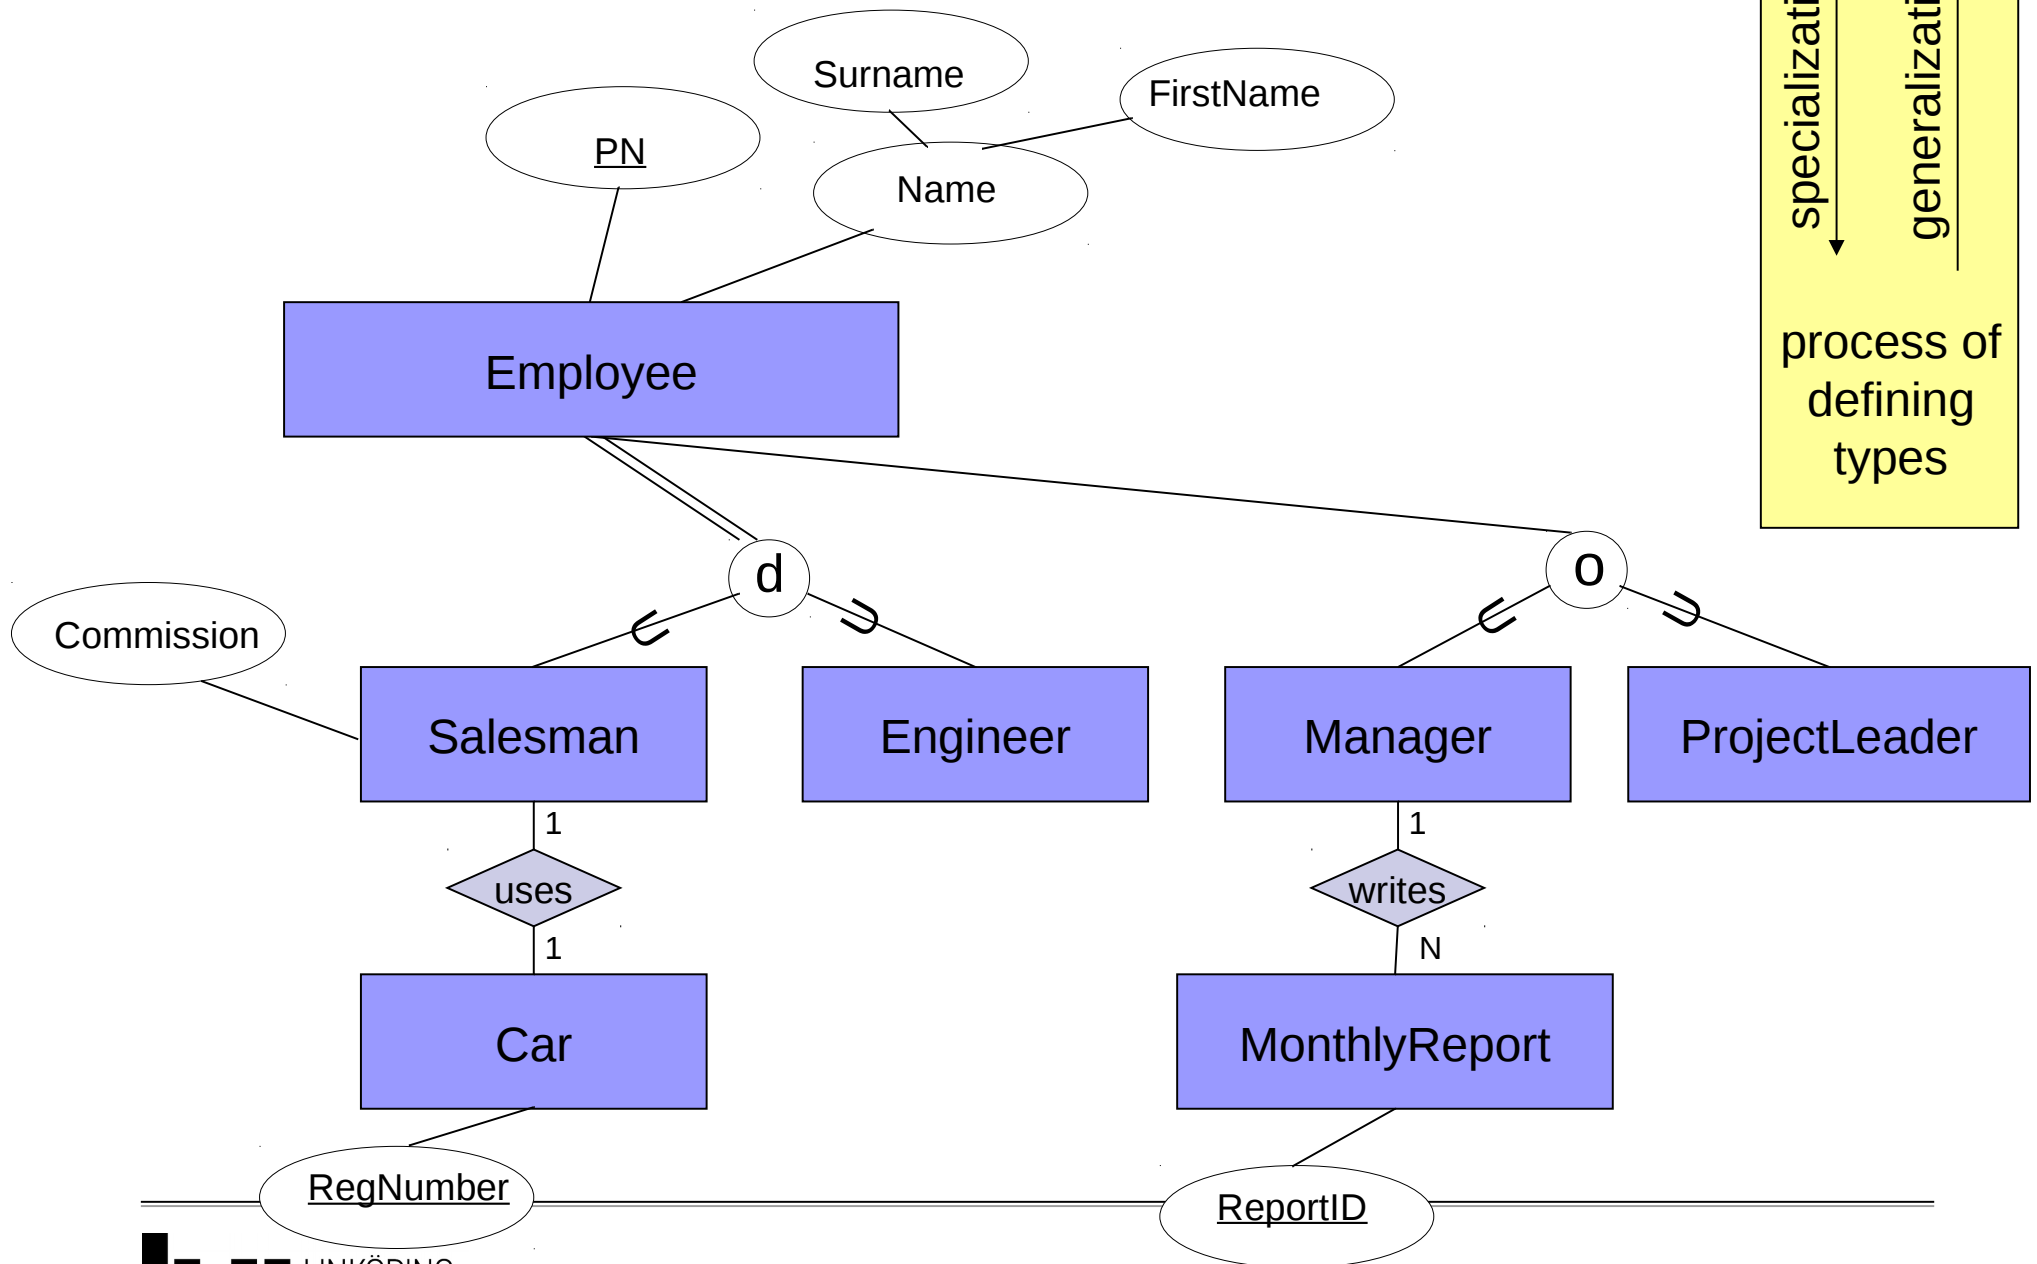 Surname
FirstName
PN
Name
Employee
d
o
Commission
Salesman
Engineer
Manager
ProjectLeader
1
1
uses
writes
1
N
Car
MonthlyReport
RegNumber
ReportID
process of
defining
types